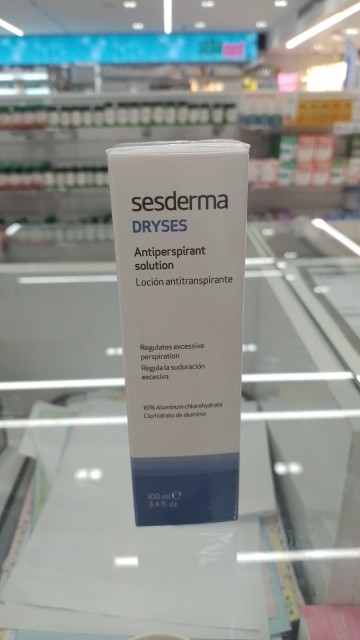 sesderma
DRYSES
Antiperspirant
solution
Loción antitranspirante
Regulates excessive
perspiration
Regula la sudoración
excesiva
15% Aluminum chlorohydrate
Clorhidrato de aluminio
100 ml ℮
3.4 fl. oz